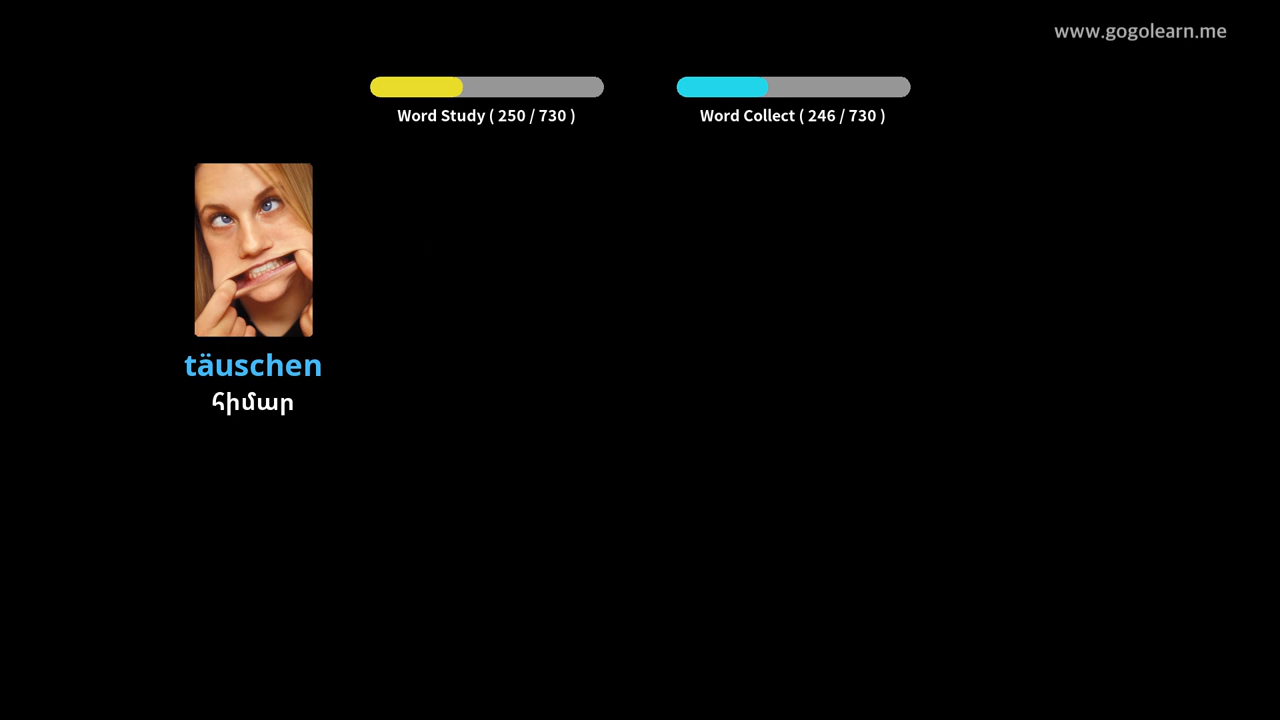 www.gogolearn.me
Word Study ( 250 / 730 )
Word Collect ( 246 / 730 )
täuschen
հիմար